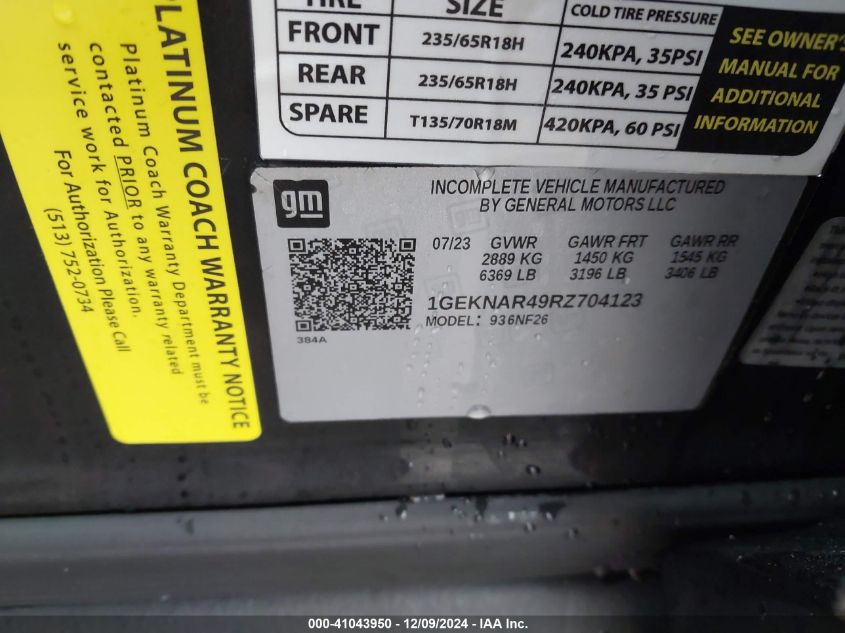 TIRE SIZE COLD TIRE PRESSURE
FRONT 235/65R18H 240KPA, 35PSI
REAR 235/65R18H 240KPA, 35 PSI
SPARE T135/70R18M 420KPA, 60 PSI
SEE OWNER'S
MANUAL FOR
ADDITIONAL
INFORMATION
PLATINUM COACH WARRANTY NOTICE
Platinum Coach Warranty Department must be
contacted PRIOR to any warranty related
service work for Authorization.
For Authorization Please Call
(513) 752-0734
gm
INCOMPLETE VEHICLE MANUFACTURED
BY GENERAL MOTORS LLC
07/23 GVWR GAWR FRT GAWR RR
2889 KG 1450 KG 1545 KG
6369 LB 3196 LB 3406 LB
1GEKNAR49RZ704123
MODEL: 936NF26
384A
000-41043950 - 12/09/2024 - IAA Inc.